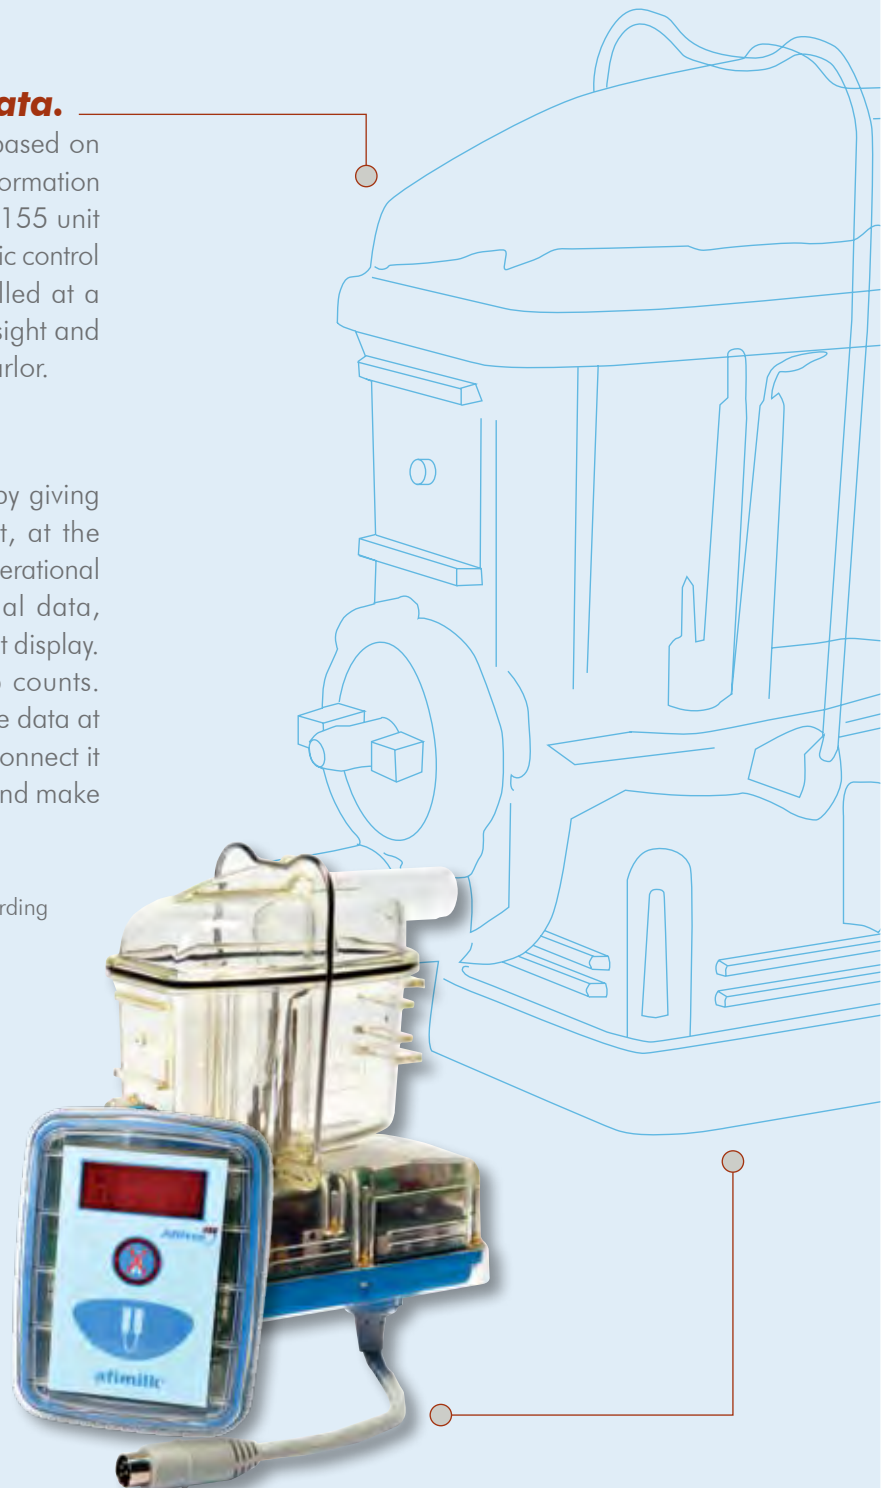 ata.
based on
ormation
155 unit
ic control
lled at a
sight and
arlor.
by giving
t, at the
erational
al data,
t display.
counts.
e data at
onnect it
nd make
rding
afimilk